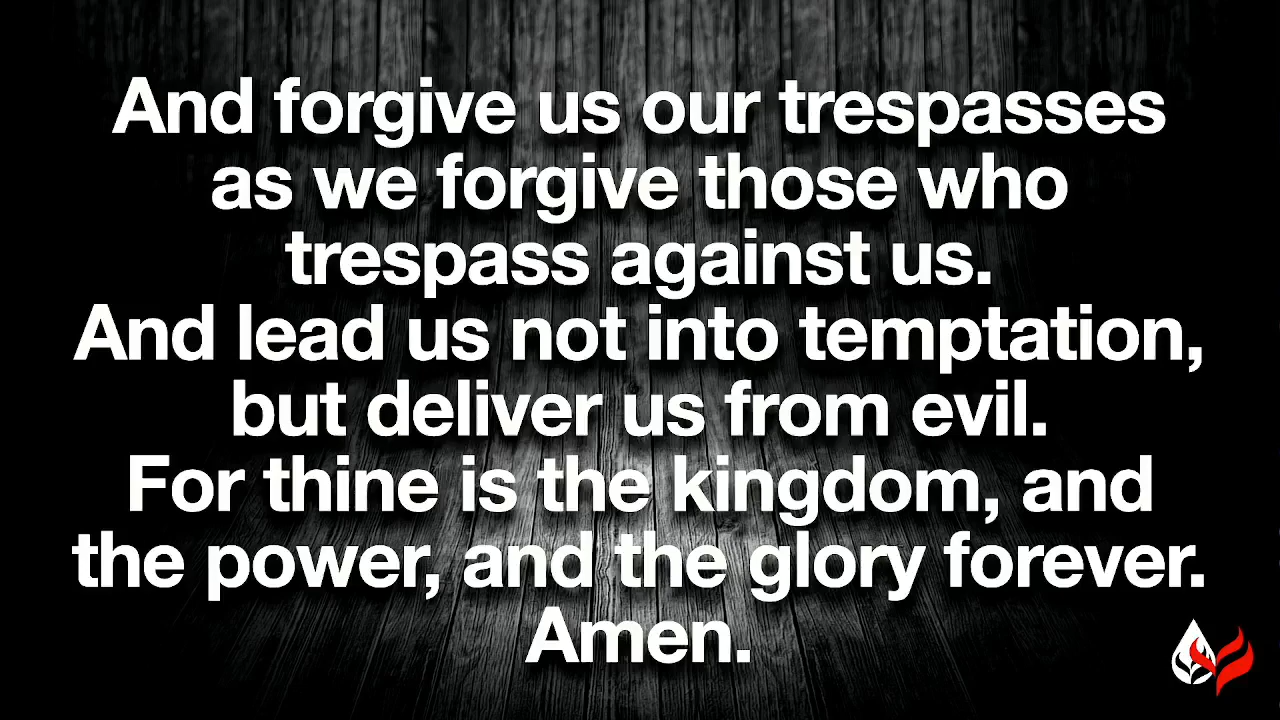 And forgive us our trespasses
as we forgive those who
trespass against us.
And lead us not into temptation,
but deliver us from evil.
For thine is the kingdom, and
the power, and the glory forever.
Amen.